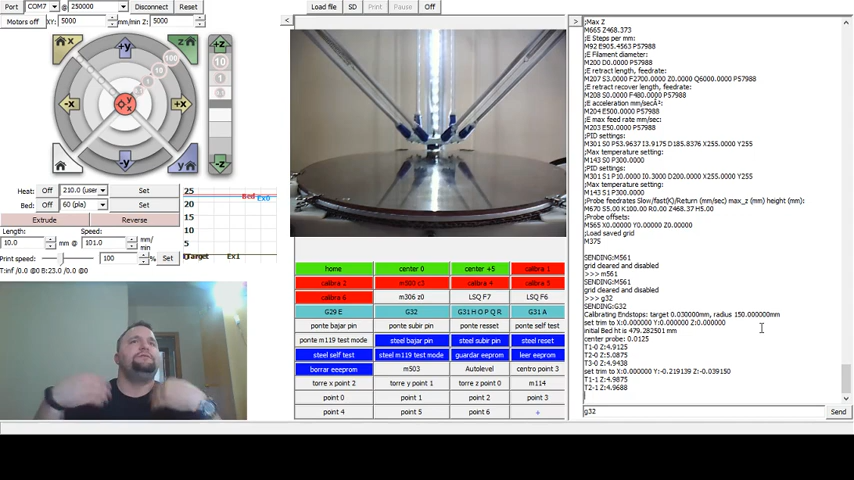 Port COM7 @ 250000 Disconnect Reset
Load file SD Print Pause Off
Motors off XY: 5000 mm/min Z: 5000
<
>
x
+y
z
100
10
1
10
1
-x
y
x
+x
-y
y
+z
-z
Heat: Off 210.0 (user Set
Bed: Off 60 (pla) Set
Extrude Reverse
Length: Speed:
10.0 mm @ 101.0 mm/
min
Print speed: 100 % Set
T:inf /0.0 @0 B:23.0 /0.0 @0
25
20
15
10
5
Bed Ex0
Target Ex1
home center 0 center +5 calibra 1
calibra 2 m500 c3 calibra 4 calibra 5
calibra 6 m306 z0 LSQ F7 LSQ F6
G29 E G32 G31 H O P Q R G31 A
ponte bajar pin ponte subir pin ponte resset ponte self test
ponte m119 test mode steel bajar pin steel subir pin steel reset
steel self test steel m119 test mode guardar eeprom leer eeprom
borrar eeeprom m503 Autolevel centro point 3
torre x point 2 torre y point 1 torre z point 0 m114
point 0 point 1 point 2 point 3
point 4 point 5 point 6 +
;Max Z
M665 Z468.373
;E Steps per mm:
M92 E905.4563 P57988
;E Filament diameter:
M200 D0.0000 P57988
;E retract length, feedrate:
M207 S3.0000 F2700.0000 Z0.0000 Q6000.0000 P57988
;E retract recover length, feedrate:
M208 S0.0000 F480.0000 P57988
;E acceleration mm/secÂ²:
M204 E500.0000 P57988
;E max feed rate mm/sec:
M203 E50.0000 P57988
;PID settings:
M301 S0 P53.9637 I3.9175 D185.8376 X255.0000 Y255
;Max temperature setting:
M143 S0 P300.0000
;PID settings:
M301 S1 P10.0000 I0.3000 D200.0000 X255.0000 Y255
;Max temperature setting:
M143 S1 P300.0000
;Probe feedrates Slow/fast(K)/Return (mm/sec) max_z (mm) height (mm):
M670 S5.00 K100.00 R0.00 Z468.37 H5.00
;Probe offsets:
M565 X0.00000 Y0.00000 Z0.00000
;Load saved grid
M375
SENDING:M561
grid cleared and disabled
>>> m561
SENDING:M561
grid cleared and disabled
>>> g32
SENDING:G32
Calibrating Endstops: target 0.030000mm, radius 150.000000mm
set trim to X:0.000000 Y:0.000000 Z:0.000000
initial Bed ht is 479.282501 mm
center probe: 0.0125
T1-0 Z:4.9125
T2-0 Z:5.0875
T3-0 Z:4.9438
set trim to X:0.000000 Y:-0.219139 Z:-0.039150
T1-1 Z:4.9875
T2-1 Z:4.9688
g32 Send